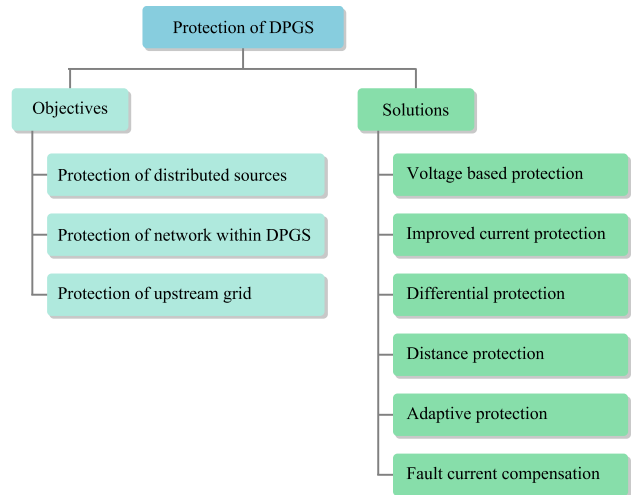 Protection of DPGS
Objectives
Protection of distributed sources
Protection of network within DPGS
Protection of upstream grid
Solutions
Voltage based protection
Improved current protection
Differential protection
Distance protection
Adaptive protection
Fault current compensation